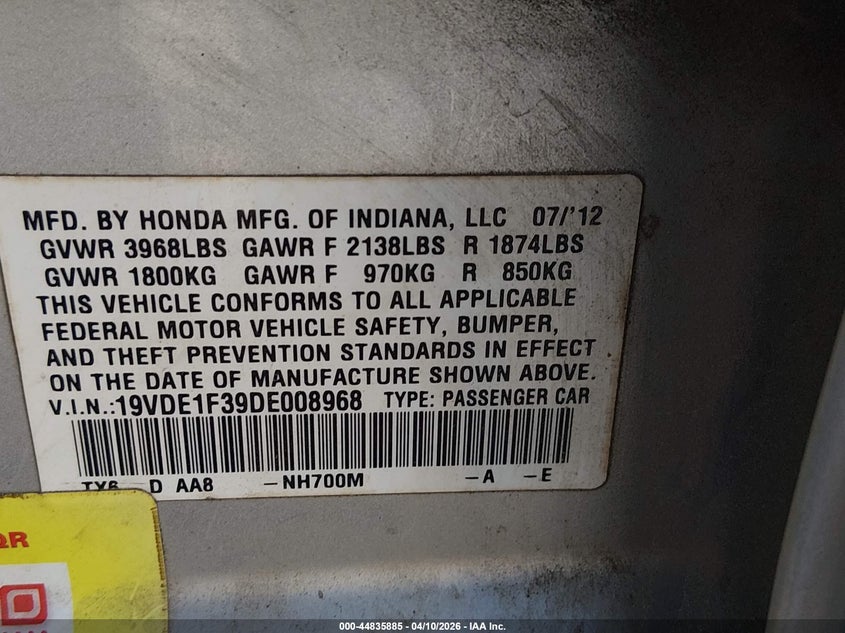 MFD. BY HONDA MFG. OF INDIANA, LLC 07/'12
GVWR 3968LBS GAWR F 2138LBS R 1874LBS
GVWR 1800KG GAWR F 970KG R 850KG
THIS VEHICLE CONFORMS TO ALL APPLICABLE
FEDERAL MOTOR VEHICLE SAFETY, BUMPER,
AND THEFT PREVENTION STANDARDS IN EFFECT
ON THE DATE OF MANUFACTURE SHOWN ABOVE.
V.I.N.:19VDE1F39DE008968 TYPE: PASSENGER CAR
TX6 D AA8 -NH700M -A -E
QR
000-44835885 - 04/10/2026 - IAA Inc.